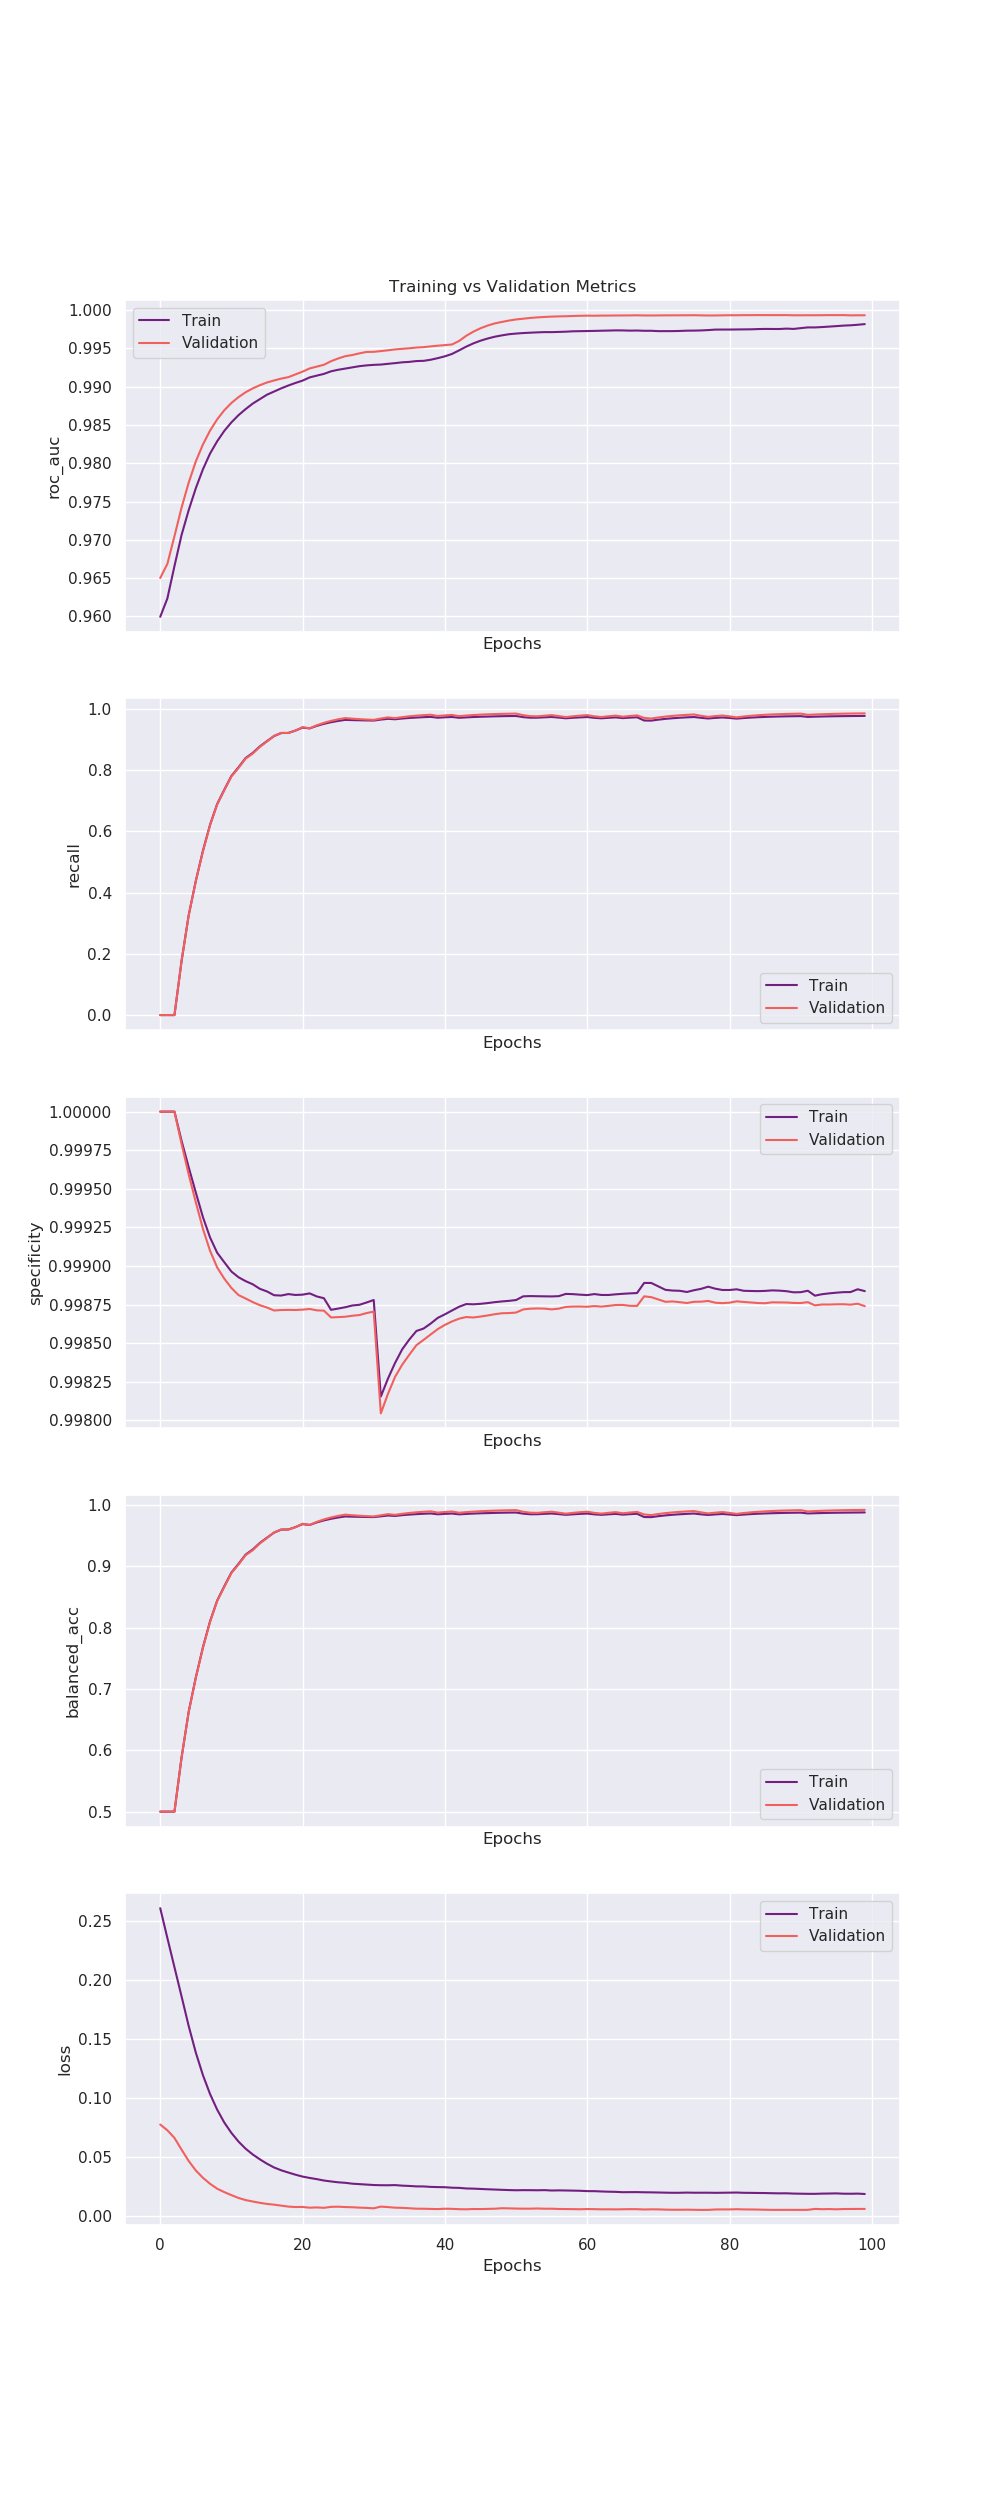 Training vs Validation Metrics
1.000
0.995
0.990
0.985
0.980
0.975
0.970
0.965
0.960
roc_auc
Train
Validation
Epochs
1.0
0.8
0.6
0.4
0.2
0.0
recall
Train
Validation
Epochs
1.00000
0.99975
0.99950
0.99925
0.99900
0.99875
0.99850
0.99825
0.99800
specificity
Train
Validation
Epochs
1.0
0.9
0.8
0.7
0.6
0.5
balanced_acc
Train
Validation
Epochs
0.25
0.20
0.15
0.10
0.05
0.00
loss
Train
Validation
0 20 40 60 80 100
Epochs